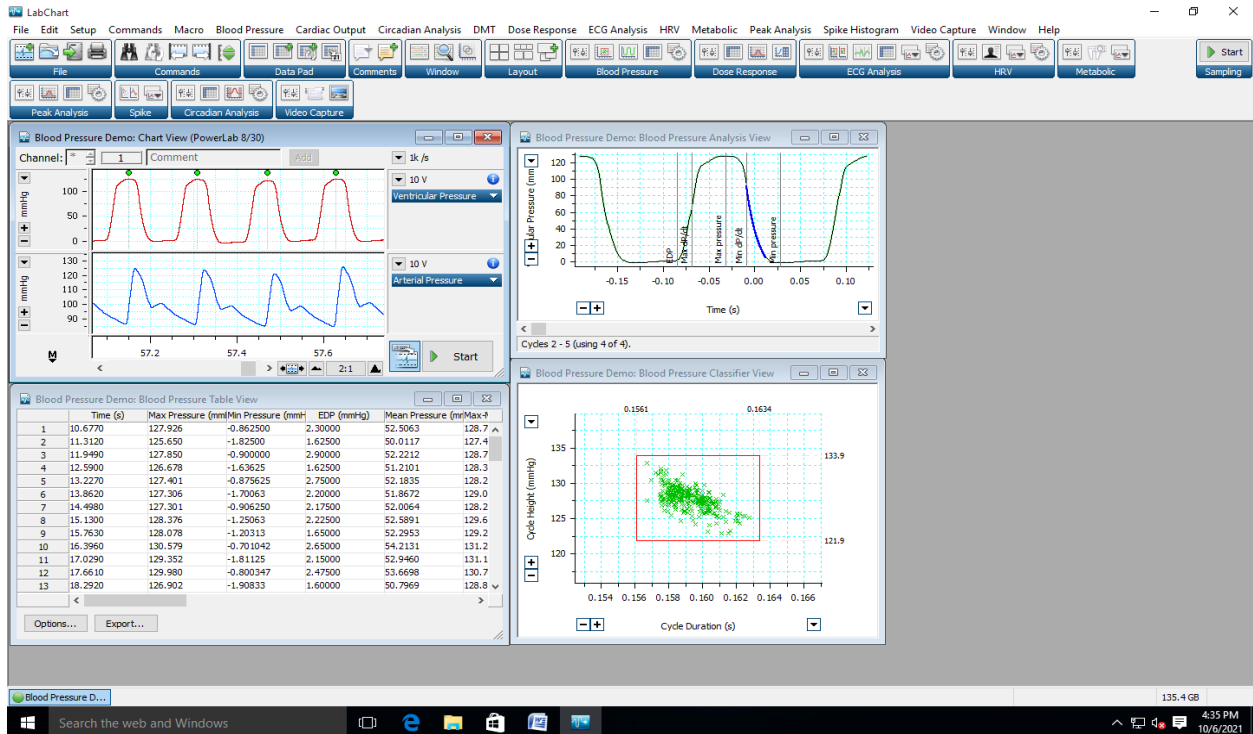 LabChart
File Edit Setup Commands Macro Blood Pressure Cardiac Output Circadian Analysis DMT Dose Response ECG Analysis HRV Metabolic Peak Analysis Spike Histogram Video Capture Window Help
File Commands Data Pad Comments Window Layout Blood Pressure Dose Response ECG Analysis HRV Metabolic Start Sampling
Peak Analysis Spike Circadian Analysis Video Capture
Blood Pressure Demo: Chart View (PowerLab 8/30)
Channel: * 1 Comment Add 1k /s
10 V
Ventricular Pressure
mmHg
100
50
0
10 V
Arterial Pressure
mmHg
130
120
110
100
90
M
57.2 57.4 57.6
2:1
Start
Blood Pressure Demo: Blood Pressure Analysis View
ular Pressure (mm
120
100
80
60
40
20
0
EDP
Max dP/dt
Max pressure
Min dP/dt
Min pressure
-0.15 -0.10 -0.05 0.00 0.05 0.10
Time (s)
Cycles 2 - 5 (using 4 of 4).
Blood Pressure Demo: Blood Pressure Table View
Time (s) Max Pressure (mml Min Pressure (mmH EDP (mmHg) Mean Pressure (mr Max-M
1 10.6770 127.926 -0.862500 2.30000 52.5063 128.7
2 11.3120 125.650 -1.82500 1.62500 50.0117 127.4
3 11.9490 127.850 -0.900000 2.90000 52.2212 128.7
4 12.5900 126.678 -1.63625 1.62500 51.2101 128.3
5 13.2270 127.401 -0.875625 2.75000 52.1835 128.2
6 13.8620 127.306 -1.70063 2.20000 51.8672 129.0
7 14.4980 127.301 -0.906250 2.17500 52.0064 128.2
8 15.1300 128.376 -1.25063 2.22500 52.5891 129.6
9 15.7630 128.078 -1.20313 1.65000 52.2953 129.2
10 16.3960 130.579 -0.701042 2.65000 54.2131 131.2
11 17.0290 129.352 -1.81125 2.15000 52.9460 131.1
12 17.6610 129.980 -0.800347 2.47500 53.6698 130.7
13 18.2920 126.902 -1.90833 1.60000 50.7969 128.8
Options... Export...
Blood Pressure Demo: Blood Pressure Classifier View
0.1561 0.1634
Cycle Height (mmHg)
135
130
125
120
133.9
121.9
0.154 0.156 0.158 0.160 0.162 0.164 0.166
Cycle Duration (s)
Blood Pressure D...
135.4 GB
Search the web and Windows
4:35 PM
10/6/2021